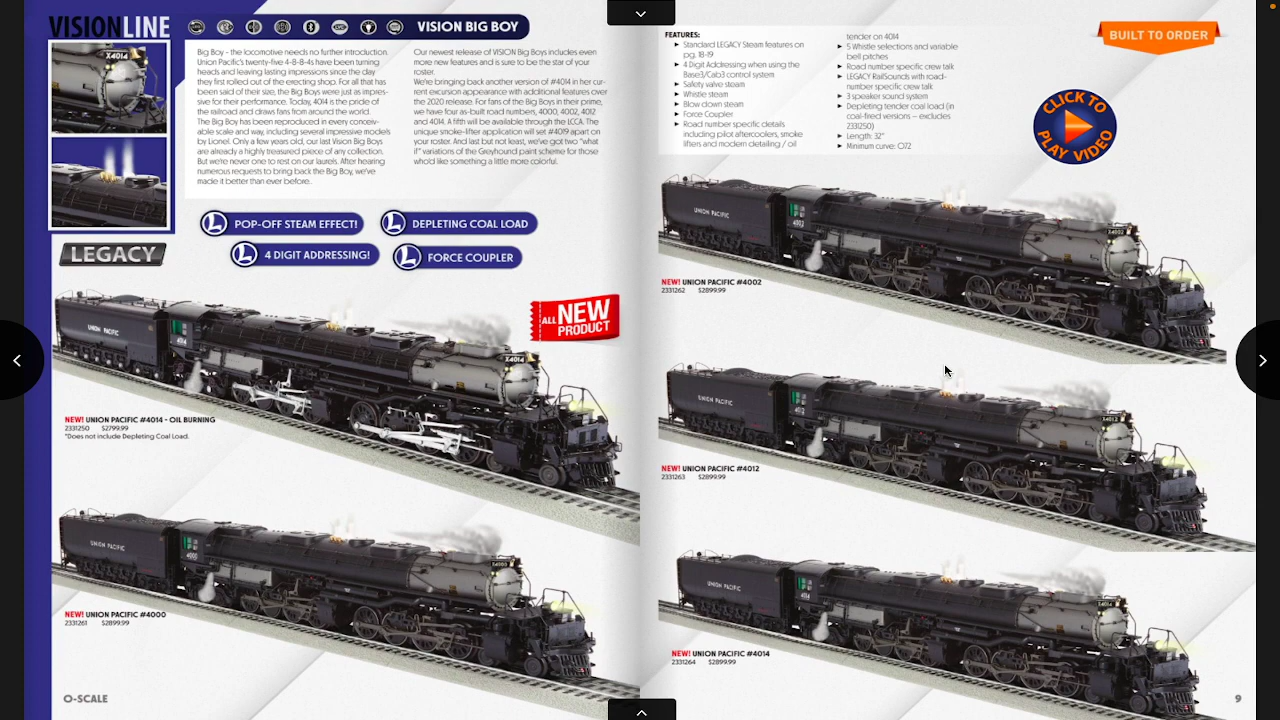 VISIONLINE
VISION BIG BOY
X4014
Big Boy - the locomotive needs no further introduction.
Union Pacific's twenty-five 4-8-8-4s have been turning
heads and leaving lasting impressions since the day
they first rolled out of the erecting shop. For all that has
been said of their size, the Big Boys were just as impres-
sive for their performance. Today, 4014 is the pride of
the railroad and draws fans from around the world.
The Big Boy has been reproduced in every conceiv-
able scale and way, including several impressive models
by Lionel. Only a few years old, our last Vision Big Boys
are already a highly treasured piece of any collection.
But we're never one to rest on our laurels. After hearing
numerous requests to bring back the Big Boy, we've
made it better than ever before..
Our newest release of VISION Big Boys includes even
more new features and is sure to be the star of your
roster.
We're bringing back another version of #4014 in her cur-
rent excursion appearance with additional features over
the 2020 release. For fans of the Big Boys in their prime,
we have four as-built road numbers, 4000, 4002, 4012
and 4014. A fifth will be available through the LCCA. The
unique smoke-lifter application will set #4019 apart on
your roster. And last but not least, we've got two "what
if" variations of the Greyhound paint scheme for those
who'd like something a little more colorful.
LEGACY
L POP-OFF STEAM EFFECT!
L DEPLETING COAL LOAD
L 4 DIGIT ADDRESSING!
L FORCE COUPLER
ALL NEW
PRODUCT
UNION PACIFIC
4014
X4014
NEW! UNION PACIFIC #4014 - OIL BURNING
2331250 $2799.99
*Does not include Depleting Coal Load.
UNION PACIFIC
4000
NEW! UNION PACIFIC #4000
2331261 $2899.99
O-SCALE
FEATURES:
► Standard LEGACY Steam features on
pg. 18-19
► 4 Digit Addressing when using the
Base3/Cab3 control system
► Safety valve steam
► Whistle steam
► Blow down steam
► Force Coupler
► Road number specific details
including pilot aftercoolers, smoke
lifters and modern detailing / oil
tender on 4014
► 5 Whistle selections and variable
bell pitches
► Road number specific crew talk
► LEGACY RailSounds with road-
number specific crew talk
► 3 speaker sound system
► Depleting tender coal load (in
coal-fired versions – excludes
2331250)
► Length: 32"
► Minimum curve: O72
BUILT TO ORDER
CLICK TO
PLAY VIDEO
UNION PACIFIC
4002
X4002
NEW! UNION PACIFIC #4002
2331262 $2899.99
UNION PACIFIC
4012
X4012
NEW! UNION PACIFIC #4012
2331263 $2899.99
UNION PACIFIC
4014
X4014
NEW! UNION PACIFIC #4014
2331264 $2899.99
9